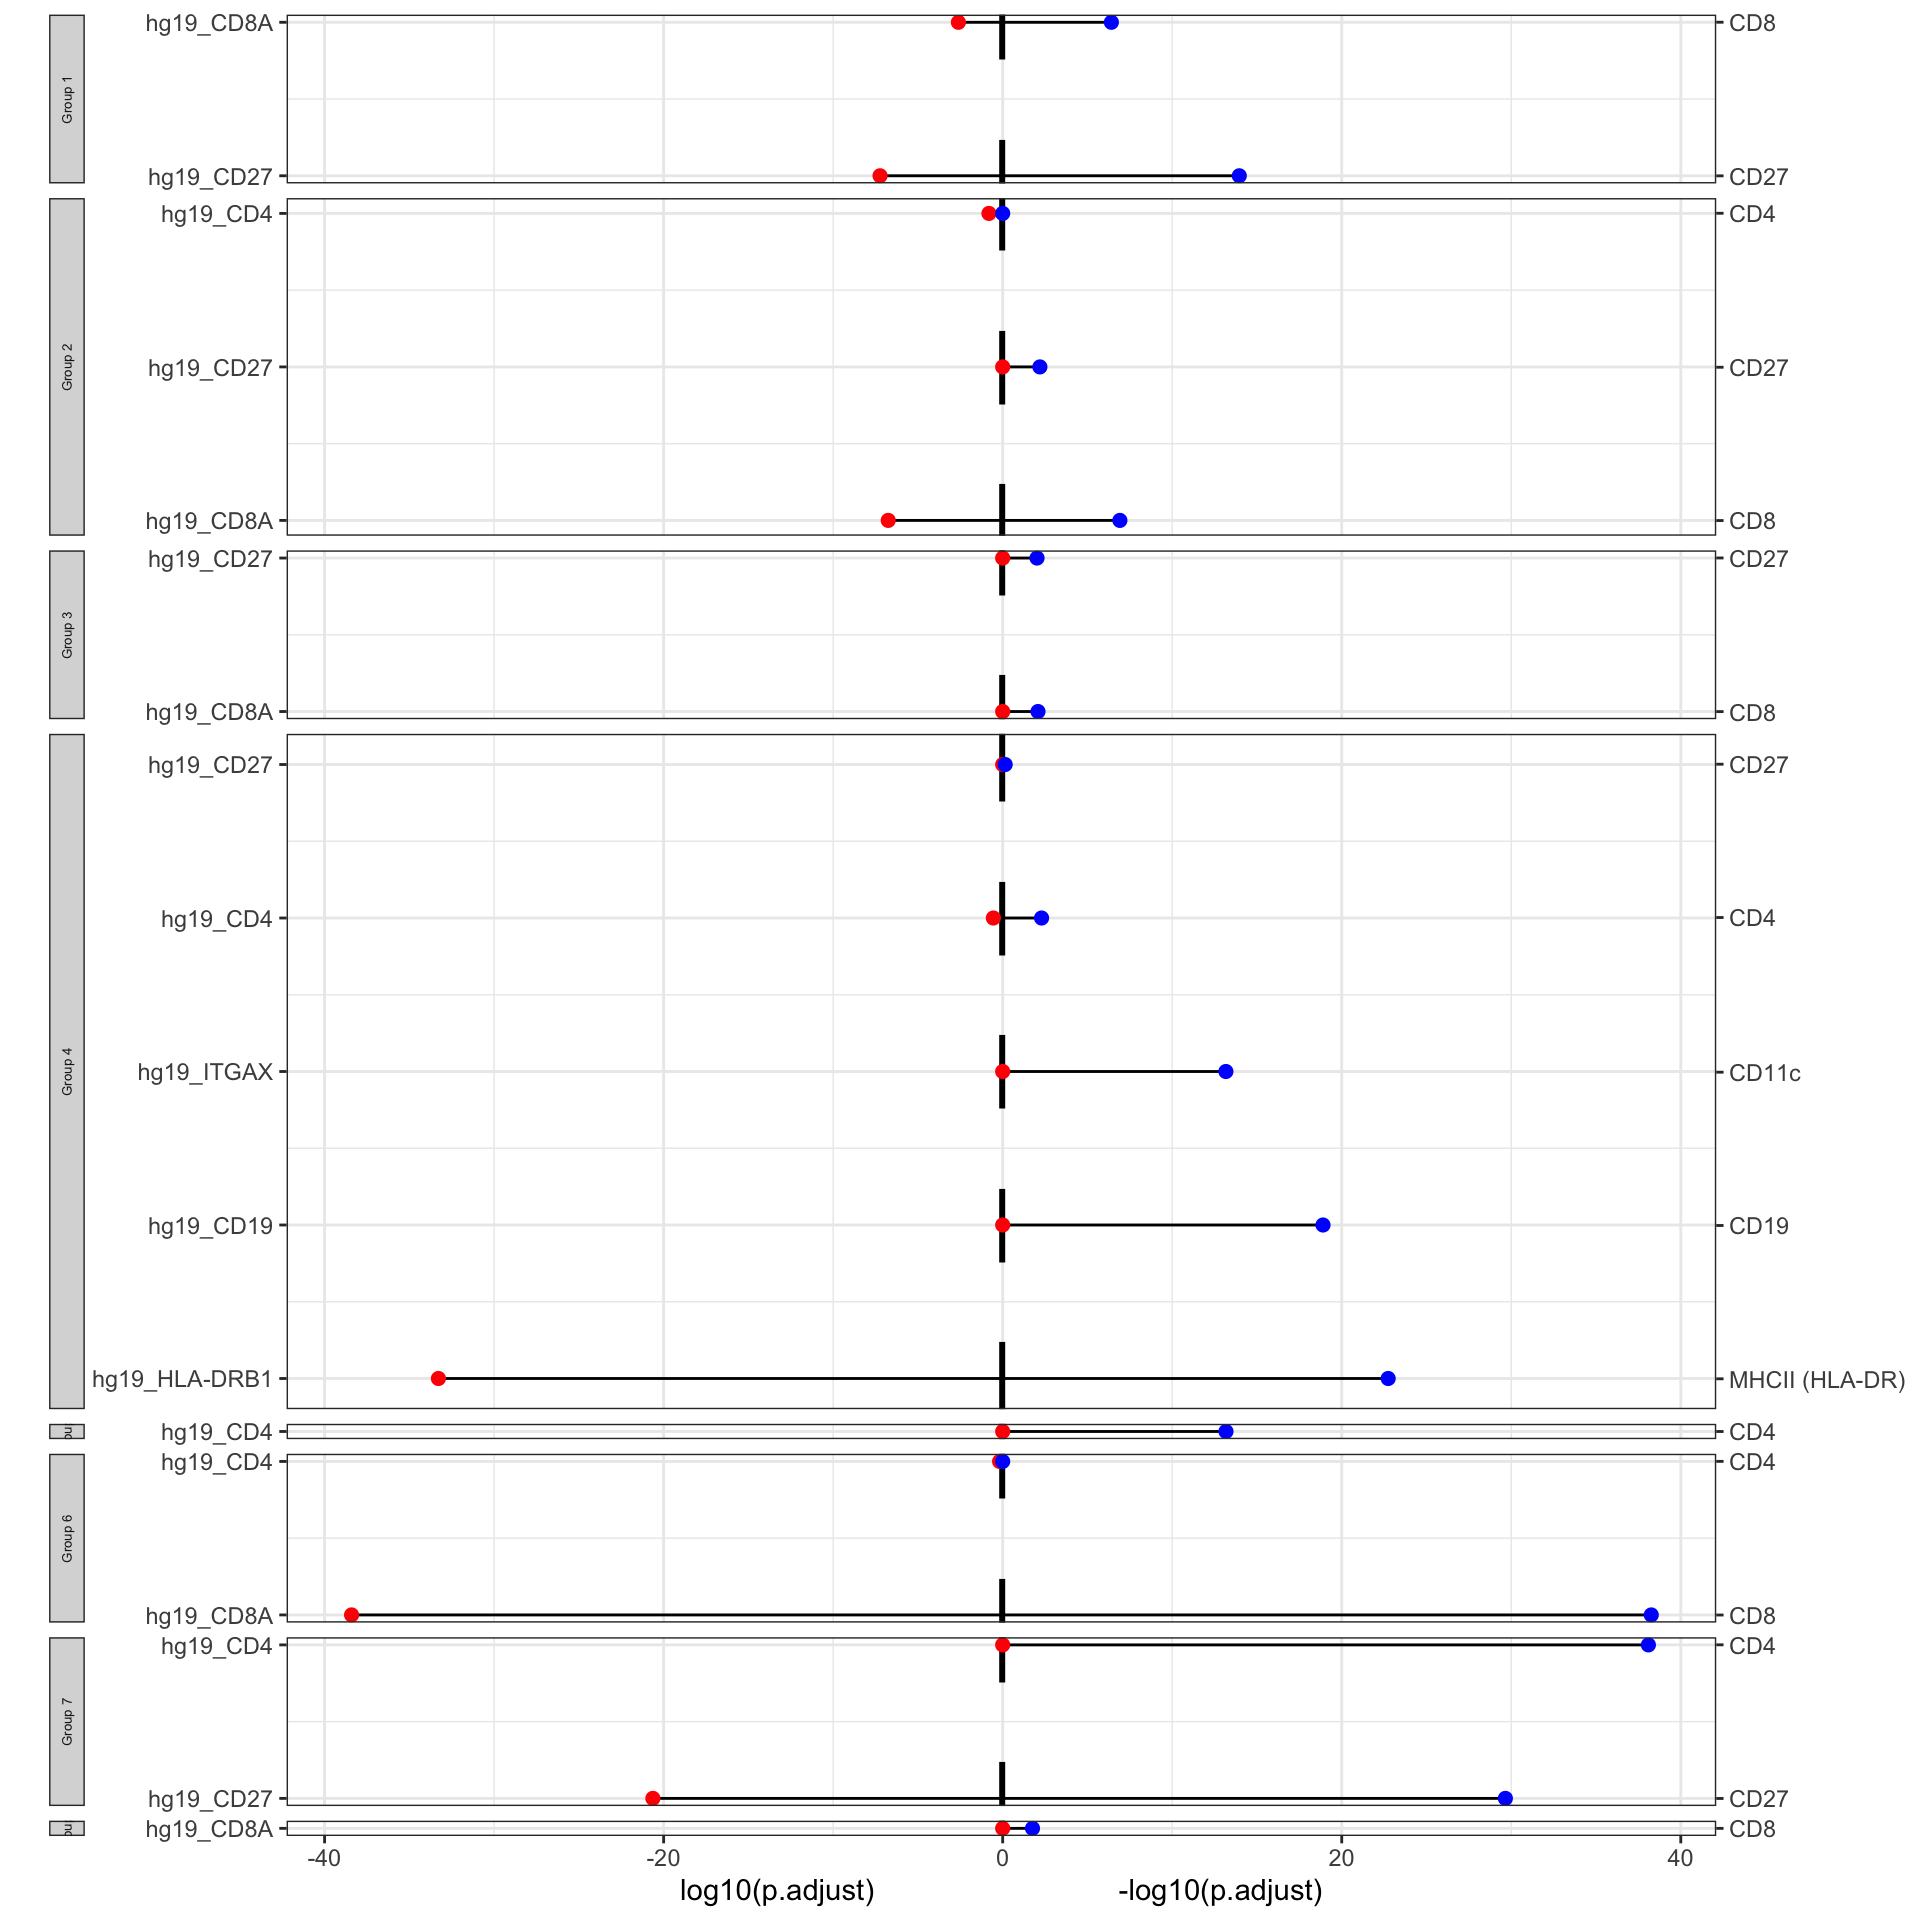 Group 1
hg19_CD8A CD8
hg19_CD27 CD27
Group 2
hg19_CD4 CD4
hg19_CD27 CD27
hg19_CD8A CD8
Group 3
hg19_CD27 CD27
hg19_CD8A CD8
Group 4
hg19_CD27 CD27
hg19_CD4 CD4
hg19_ITGAX CD11c
hg19_CD19 CD19
hg19_HLA-DRB1 MHCII (HLA-DR)
hg19_CD4 CD4
Group 6
hg19_CD4 CD4
hg19_CD8A CD8
Group 7
hg19_CD4 CD4
hg19_CD27 CD27
hg19_CD8A CD8
-40 -20 0 20 40
log10(p.adjust) -log10(p.adjust)